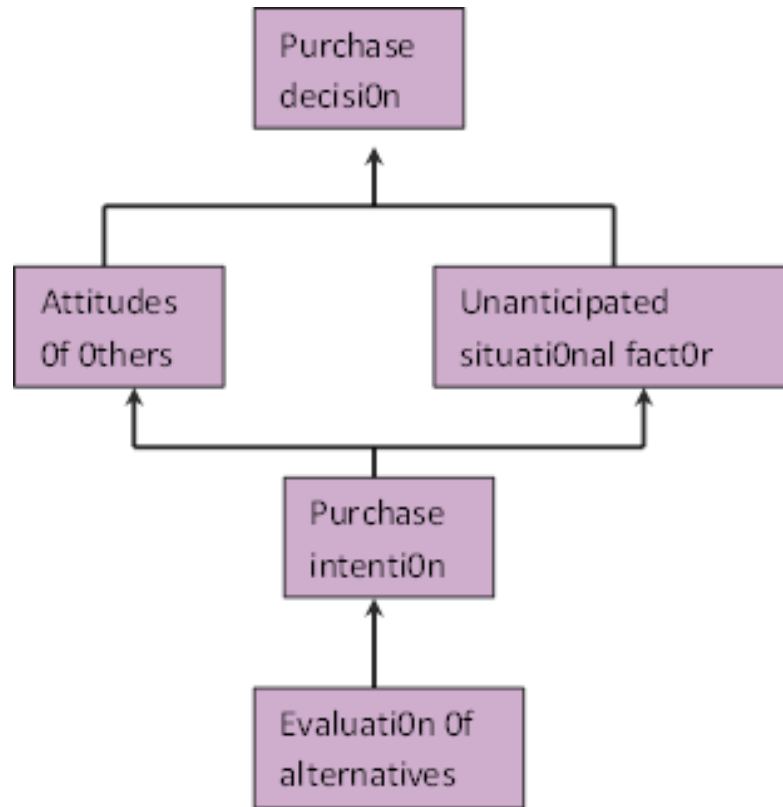 Purchase
decisi0n
Attitudes
0f 0thers
Unanticipated
situati0nal fact0r
Purchase
intenti0n
Evaluati0n 0f
alternatives